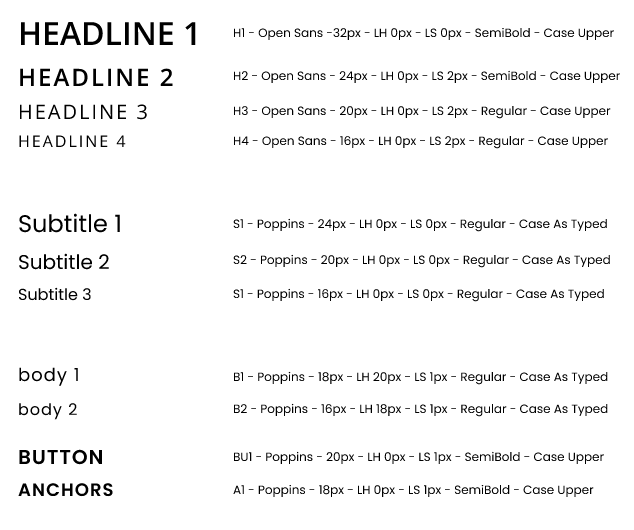 HEADLINE 1 H1 - Open Sans -32px - LH 0px - LS 0px - SemiBold - Case Upper
HEADLINE 2 H2 - Open Sans - 24px - LH 0px - LS 2px - SemiBold - Case Upper
HEADLINE 3 H3 - Open Sans - 20px - LH 0px - LS 2px - Regular - Case Upper
HEADLINE 4 H4 - Open Sans - 16px - LH 0px - LS 2px - Regular - Case Upper
Subtitle 1 S1 - Poppins - 24px - LH 0px - LS 0px - Regular - Case As Typed
Subtitle 2 S2 - Poppins - 20px - LH 0px - LS 0px - Regular - Case As Typed
Subtitle 3 S1 - Poppins - 16px - LH 0px - LS 0px - Regular - Case As Typed
body 1 B1 - Poppins - 18px - LH 20px - LS 1px - Regular - Case As Typed
body 2 B2 - Poppins - 16px - LH 18px - LS 1px - Regular - Case As Typed
BUTTON BU1 - Poppins - 20px - LH 0px - LS 1px - SemiBold - Case Upper
ANCHORS A1 - Poppins - 18px - LH 0px - LS 1px - SemiBold - Case Upper